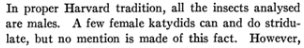 In proper Harvard tradition, all the insects analysed
are males. A few female katydids can and do stridu-
late, but no mention is made of this fact. However,